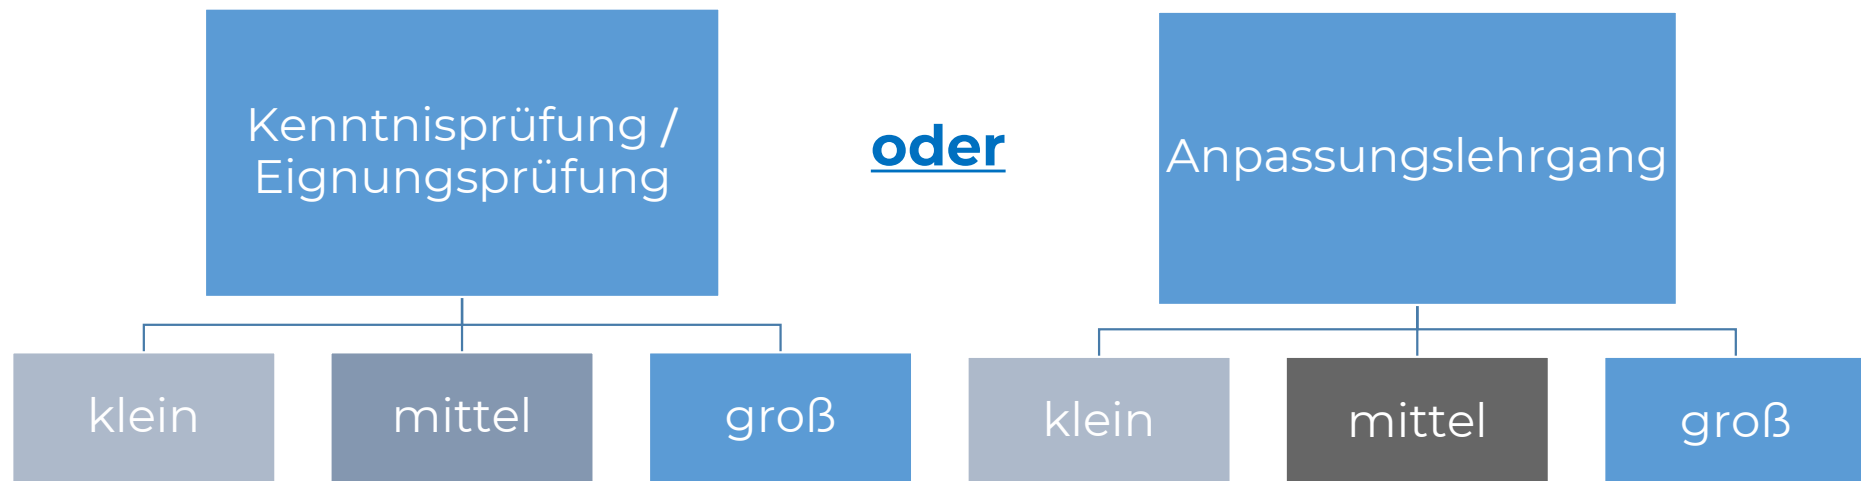 Kenntnisprüfung /
Eignungsprüfung
oder
Anpassungslehrgang
klein
mittel
groß
klein
mittel
groß